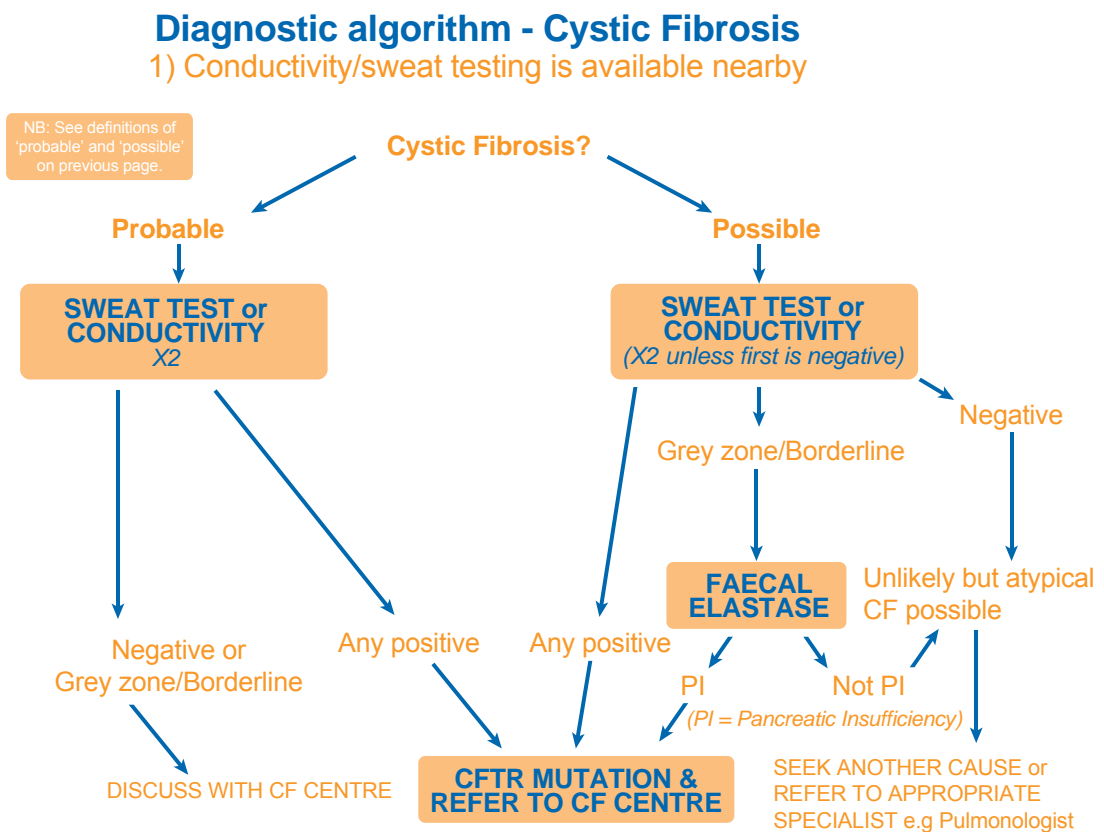 Diagnostic algorithm - Cystic Fibrosis
1) Conductivity/sweat testing is available nearby
NB: See definitions of
‘probable’ and ‘possible’
on previous page.
Cystic Fibrosis?
Probable
Possible
SWEAT TEST or
CONDUCTIVITY
X2
SWEAT TEST or
CONDUCTIVITY
(X2 unless first is negative)
Negative
Grey zone/Borderline
FAECAL
ELASTASE
Unlikely but atypical
CF possible
Negative or
Grey zone/Borderline
Any positive
Any positive
PI
Not PI
(PI = Pancreatic Insufficiency)
DISCUSS WITH CF CENTRE
CFTR MUTATION &
REFER TO CF CENTRE
SEEK ANOTHER CAUSE or
REFER TO APPROPRIATE
SPECIALIST e.g Pulmonologist